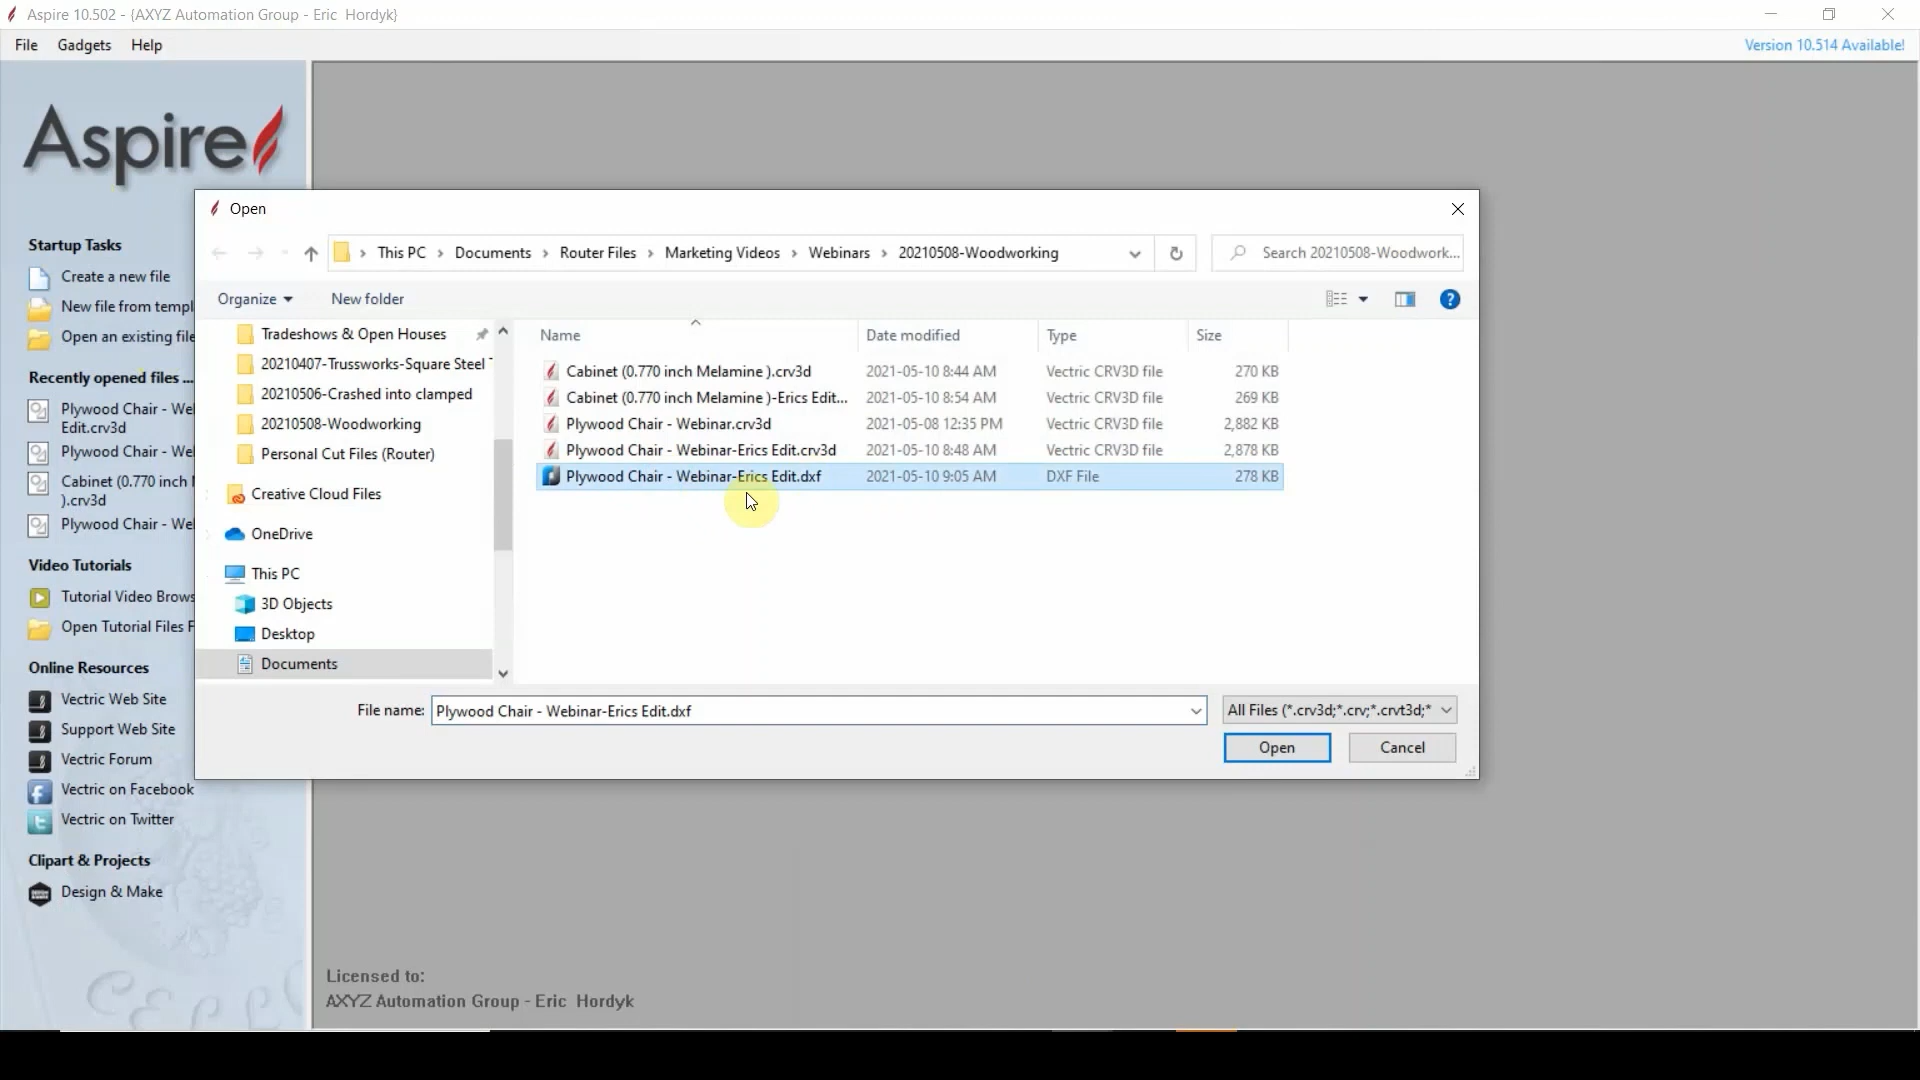 Aspire 10.502 - {AXYZ Automation Group - Eric Hordyk}
File Gadgets Help
Version 10.514 Available!
Aspire
Startup Tasks
Create a new file
New file from templ
Open an existing file
Recently opened files ...
Plywood Chair - We
Edit.crv3d
Plywood Chair - We
Cabinet (0.770 inch
).crv3d
Plywood Chair - We
Video Tutorials
Tutorial Video Brows
Open Tutorial Files F
Online Resources
Vectric Web Site
Support Web Site
Vectric Forum
Vectric on Facebook
Vectric on Twitter
Clipart & Projects
Design & Make
Open
This PC > Documents > Router Files > Marketing Videos > Webinars > 20210508-Woodworking
Search 20210508-Woodwork...
Organize New folder
Tradeshows & Open Houses
20210407-Trussworks-Square Steel
20210506-Crashed into clamped
20210508-Woodworking
Personal Cut Files (Router)
Creative Cloud Files
OneDrive
This PC
3D Objects
Desktop
Documents
Name Date modified Type Size
Cabinet (0.770 inch Melamine ).crv3d 2021-05-10 8:44 AM Vectric CRV3D file 270 KB
Cabinet (0.770 inch Melamine )-Erics Edit... 2021-05-10 8:54 AM Vectric CRV3D file 269 KB
Plywood Chair - Webinar.crv3d 2021-05-08 12:35 PM Vectric CRV3D file 2,882 KB
Plywood Chair - Webinar-Erics Edit.crv3d 2021-05-10 8:48 AM Vectric CRV3D file 2,878 KB
Plywood Chair - Webinar-Erics Edit.dxf 2021-05-10 9:05 AM DXF File 278 KB
File name: Plywood Chair - Webinar-Erics Edit.dxf
All Files (*.crv3d;*.crv;*.crvt3d;*
Open Cancel
Licensed to:
AXYZ Automation Group - Eric Hordyk